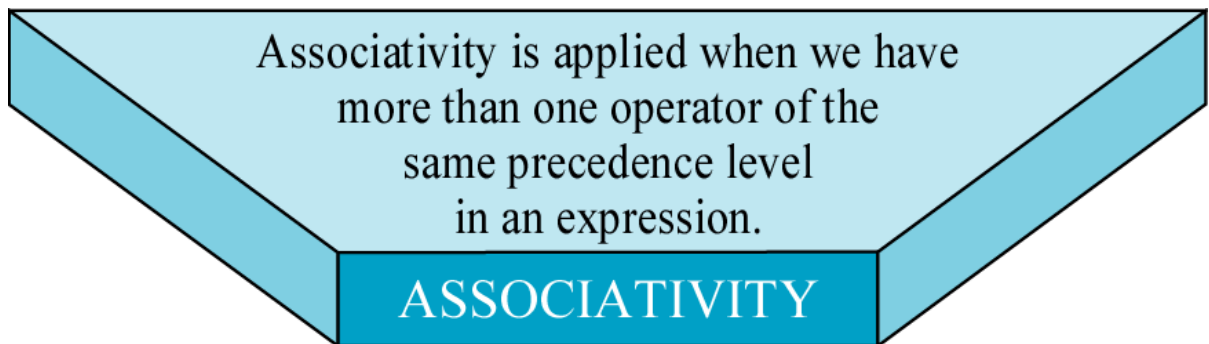 Associativity is applied when we have
more than one operator of the
same precedence level
in an expression.
ASSOCIATIVITY